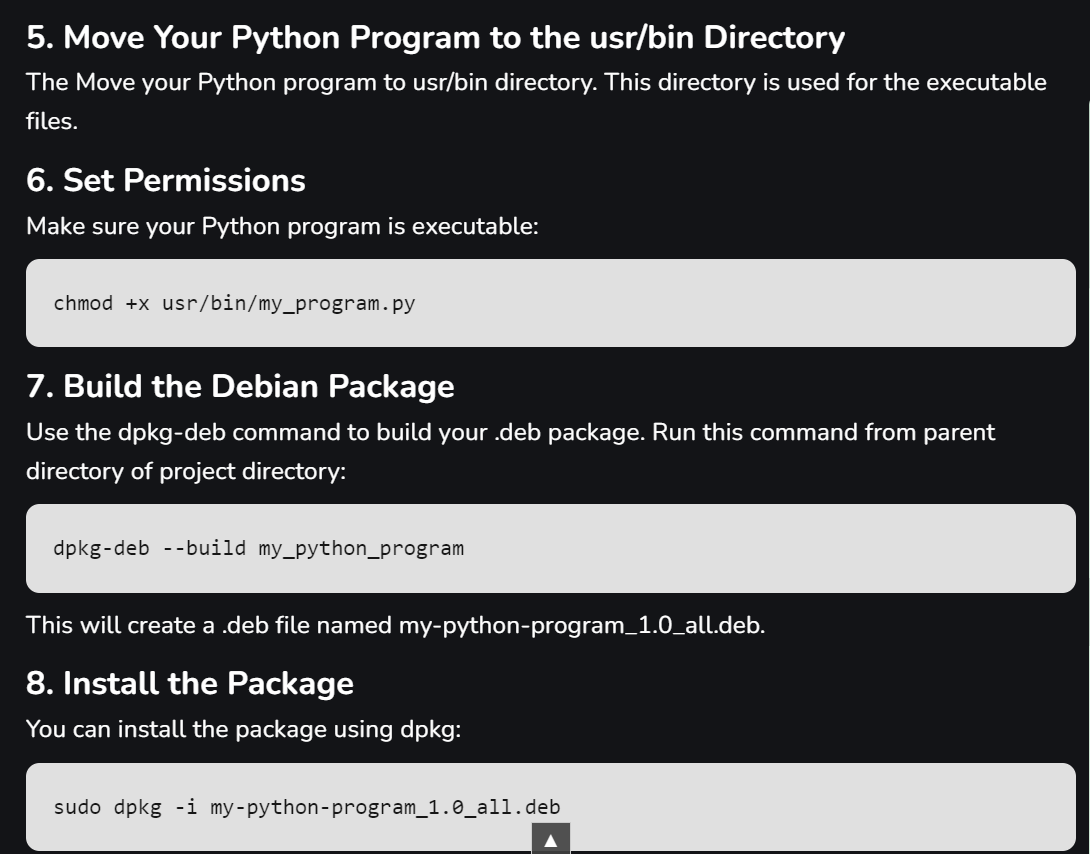 5. Move Your Python Program to the usr/bin Directory
The Move your Python program to usr/bin directory. This directory is used for the executable
files.
6. Set Permissions
Make sure your Python program is executable:
chmod +x usr/bin/my_program.py
7. Build the Debian Package
Use the dpkg-deb command to build your .deb package. Run this command from parent
directory of project directory:
dpkg-deb --build my_python_program
This will create a .deb file named my-python-program_1.0_all.deb.
8. Install the Package
You can install the package using dpkg:
sudo dpkg -i my-python-program_1.0_all.deb